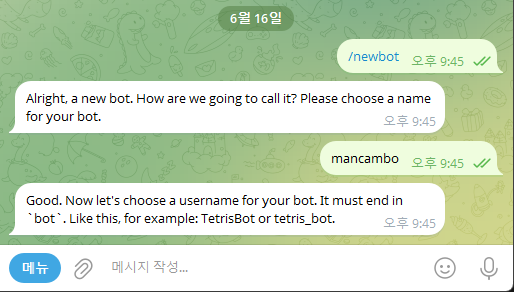 6월 16일
/newbot 오후 9:45
Alright, a new bot. How are we going to call it? Please choose a name
for your bot.
오후 9:45
mancambo 오후 9:45
Good. Now let's choose a username for your bot. It must end in
`bot`. Like this, for example: TetrisBot or tetris_bot.
오후 9:45
메뉴 메시지 작성...